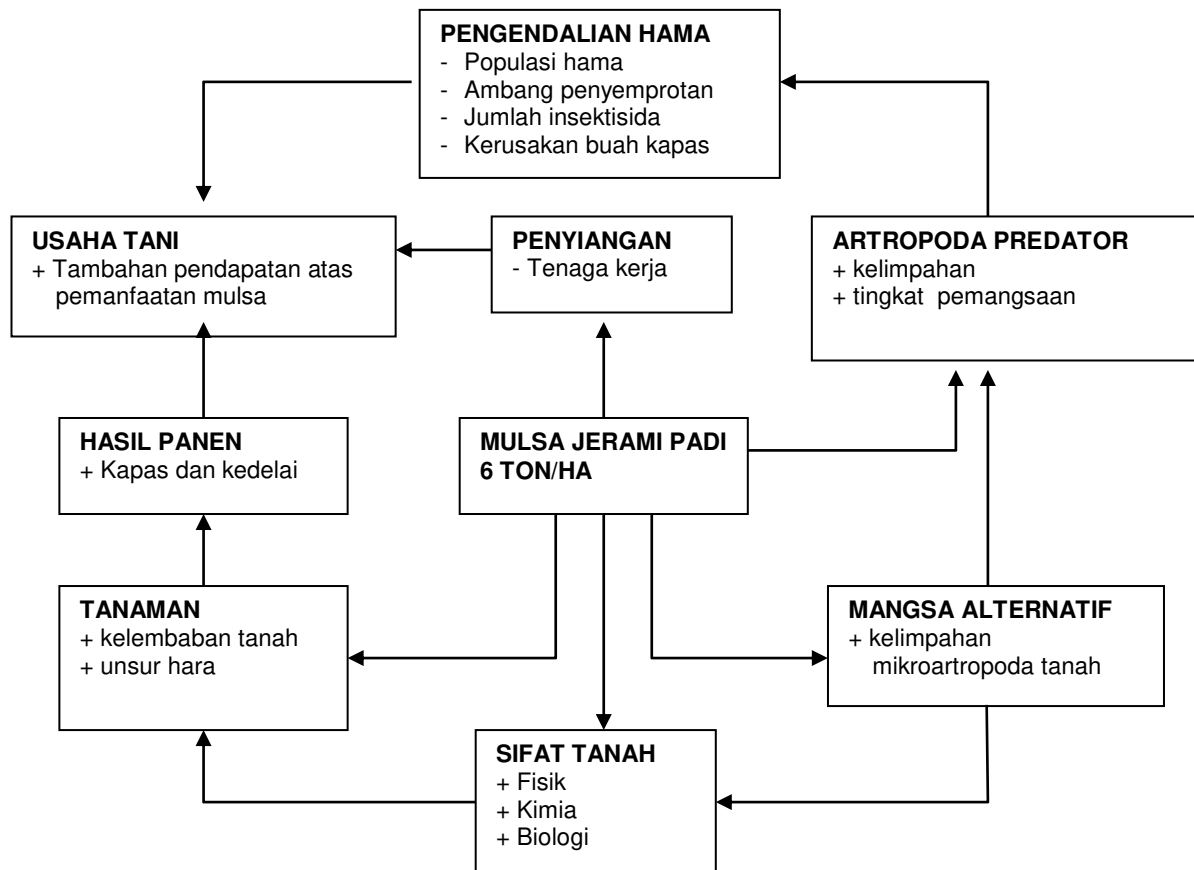 PENGENDALIAN HAMA
- Populasi hama
- Ambang penyemprotan
- Jumlah insektisida
- Kerusakan buah kapas
USAHA TANI
+ Tambahan pendapatan atas
pemanfaatan mulsa
PENYIANGAN
- Tenaga kerja
ARTROPODA PREDATOR
+ kelimpahan
+ tingkat pemangsaan
HASIL PANEN
+ Kapas dan kedelai
MULSA JERAMI PADI
6 TON/HA
TANAMAN
+ kelembaban tanah
+ unsur hara
MANGSA ALTERNATIF
+ kelimpahan
mikroartropoda tanah
SIFAT TANAH
+ Fisik
+ Kimia
+ Biologi